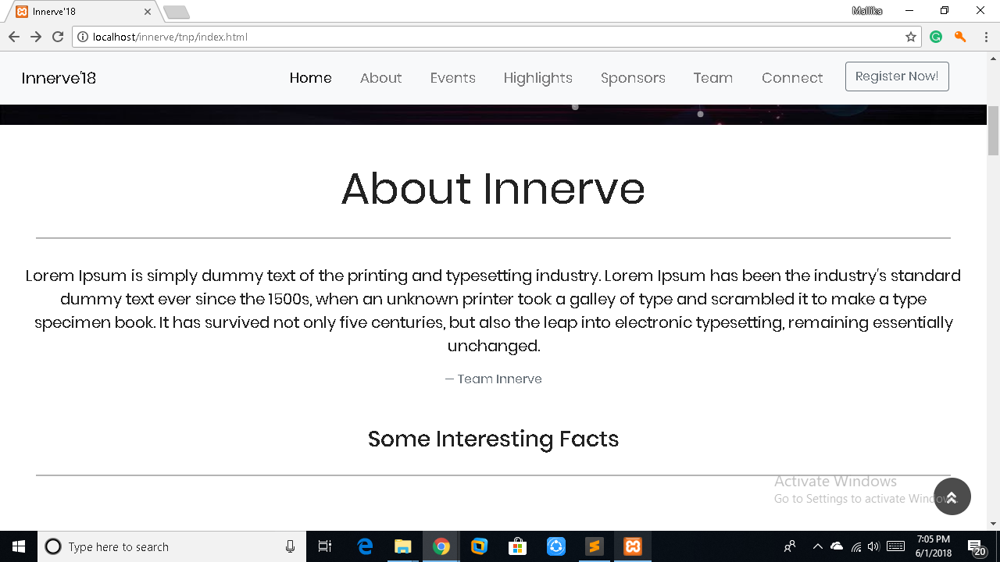 Innerve'18
Mallika
localhost/innerve/tnp/index.html
Innerve'18 Home About Events Highlights Sponsors Team Connect Register Now!
About Innerve
Lorem Ipsum is simply dummy text of the printing and typesetting industry. Lorem Ipsum has been the industry's standard
dummy text ever since the 1500s, when an unknown printer took a galley of type and scrambled it to make a type
specimen book. It has survived not only five centuries, but also the leap into electronic typesetting, remaining essentially
unchanged.
— Team Innerve
Some Interesting Facts
Activate Windows
Go to Settings to activate Windows.
Type here to search
7:05 PM
6/1/2018
20